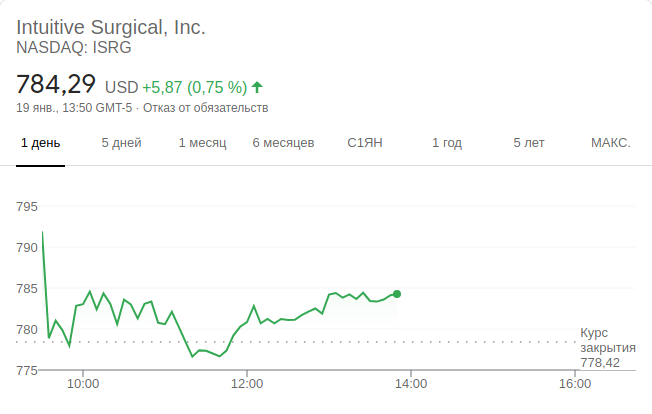 Intuitive Surgical, Inc.
NASDAQ: ISRG
784,29 USD +5,87 (0,75 %)
19 янв., 13:50 GMT-5 · Отказ от обязательств
1 день 5 дней 1 месяц 6 месяцев С1ЯН 1 год 5 лет МАКС.
795
790
785
780
Курс
закрытия
778,42
775
10:00 12:00 14:00 16:00